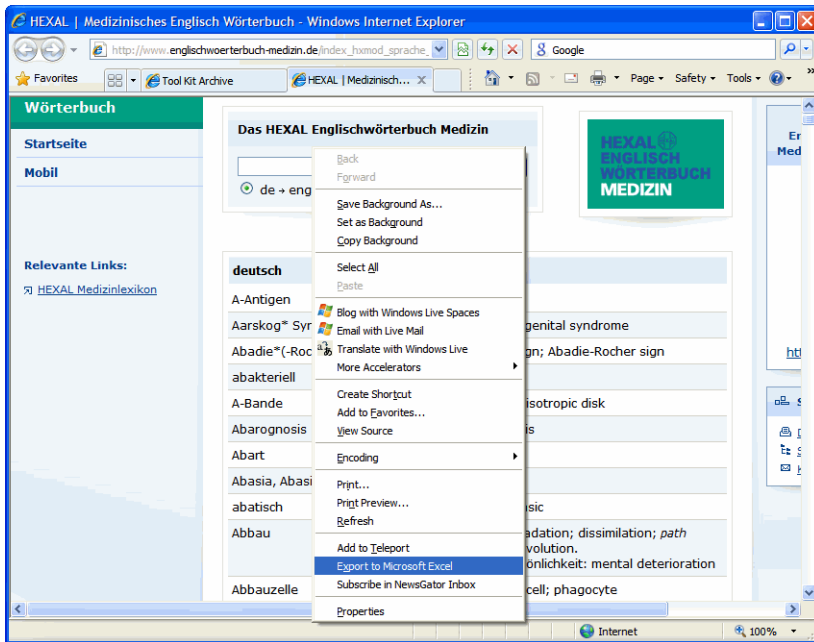 HEXAL | Medizinisches Englisch Wörterbuch - Windows Internet Explorer
http://www.englischwoerterbuch-medizin.de/index_hxmod_sprache_
Google
Favorites
Tool Kit Archive
HEXAL | Medizinisch...
Page
Safety
Tools
Wörterbuch
Startseite
Mobil
Relevante Links:
HEXAL Medizinlexikon
Das HEXAL Englischwörterbuch Medizin
de → eng
HEXAL
ENGLISCH
WÖRTERBUCH
MEDIZIN
Er
Med
htt
deutsch
A-Antigen
Aarskog* Syr
genital syndrome
Abadie*(-Roc
gn; Abadie-Rocher sign
abakteriell
A-Bande
isotropic disk
Abarognosis
is
Abart
Abasia, Abasi
abatisch
asic
Abbau
adation; dissimilation; path
volution.
önlichkeit: mental deterioration
Abbauzelle
cell; phagocyte
Back
Forward
Save Background As...
Set as Background
Copy Background
Select All
Paste
Blog with Windows Live Spaces
Email with Live Mail
Translate with Windows Live
More Accelerators
Create Shortcut
Add to Favorites...
View Source
Encoding
Print...
Print Preview...
Refresh
Add to Teleport
Export to Microsoft Excel
Subscribe in NewsGator Inbox
Properties
Internet
100%